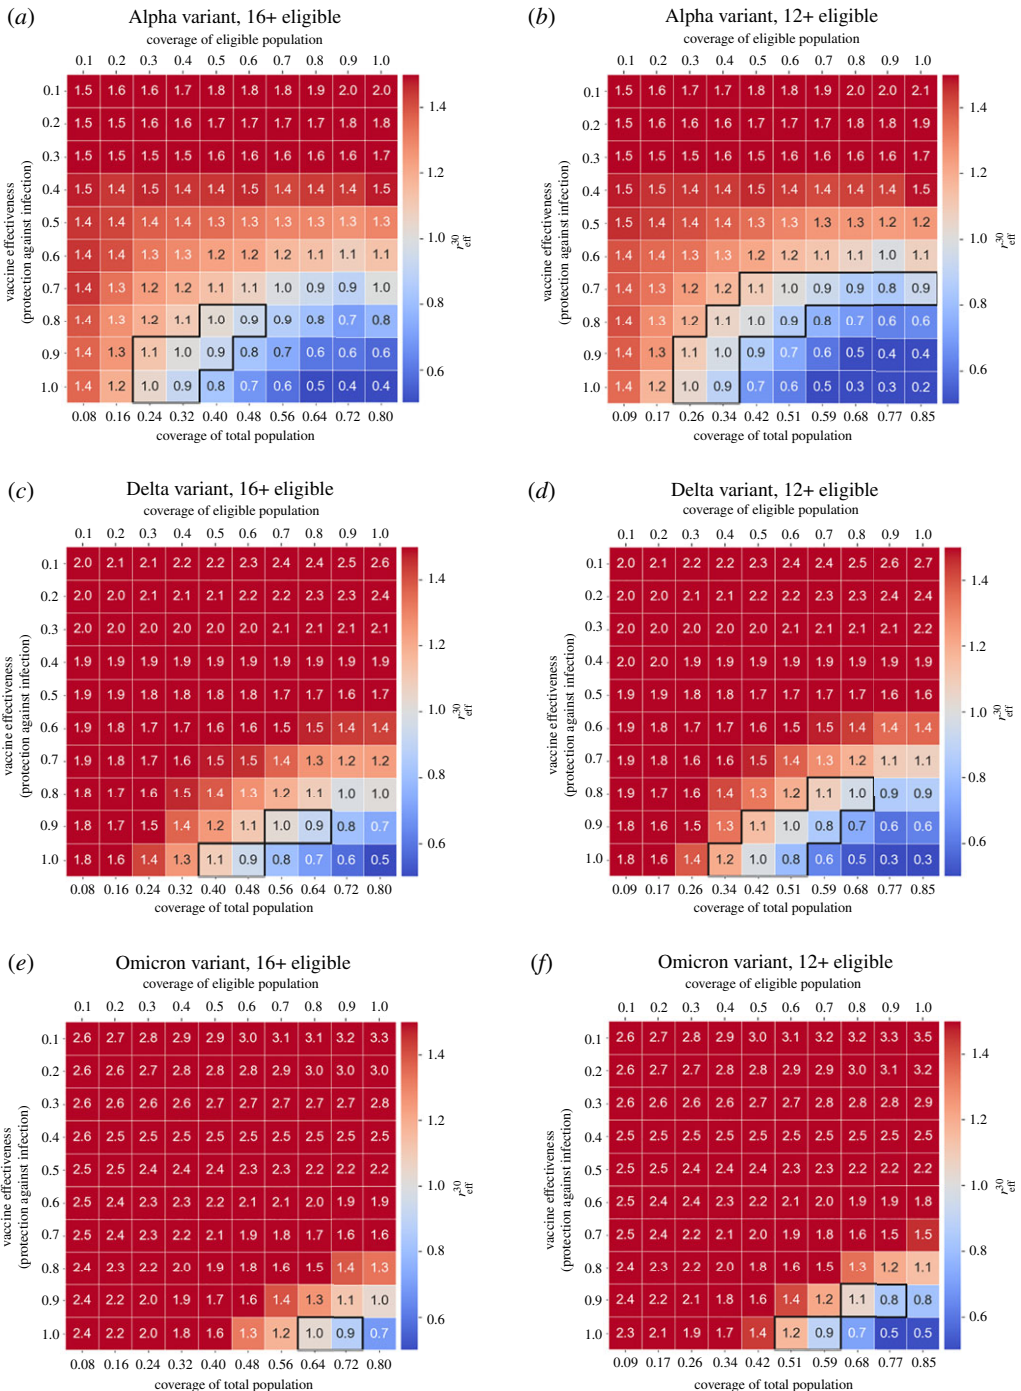 (a) Alpha variant, 16+ eligible
coverage of eligible population
0.1 0.2 0.3 0.4 0.5 0.6 0.7 0.8 0.9 1.0
vaccine effectiveness
(protection against infection)
0.1 1.5 1.6 1.6 1.7 1.8 1.8 1.9 2.0 2.0
0.2 1.5 1.5 1.6 1.6 1.7 1.7 1.7 1.7 1.8 1.8
0.3 1.5 1.5 1.5 1.5 1.6 1.6 1.6 1.6 1.6 1.7
0.4 1.5 1.4 1.4 1.4 1.5 1.4 1.4 1.4 1.4 1.5
0.5 1.4 1.4 1.4 1.4 1.3 1.3 1.3 1.3 1.3 1.3
0.6 1.4 1.4 1.3 1.3 1.2 1.2 1.2 1.1 1.1 1.1
0.7 1.4 1.3 1.2 1.2 1.1 1.1 1.0 0.9 0.9 1.0
0.8 1.4 1.3 1.2 1.1 1.0 0.9 0.9 0.8 0.7 0.8
0.9 1.4 1.3 1.1 1.0 0.9 0.8 0.7 0.6 0.6 0.6
1.0 1.4 1.2 1.0 0.9 0.8 0.7 0.6 0.5 0.4 0.4
0.08 0.16 0.24 0.32 0.40 0.48 0.56 0.64 0.72 0.80
coverage of total population
1.4
1.2
1.0
0.8
0.6
r30eff
(b) Alpha variant, 12+ eligible
coverage of eligible population
0.1 0.2 0.3 0.4 0.5 0.6 0.7 0.8 0.9 1.0
vaccine effectiveness
(protection against infection)
0.1 1.5 1.6 1.7 1.7 1.8 1.8 1.9 2.0 2.0 2.1
0.2 1.5 1.6 1.6 1.6 1.7 1.7 1.7 1.8 1.8 1.9
0.3 1.5 1.5 1.5 1.6 1.5 1.6 1.6 1.6 1.6 1.7
0.4 1.5 1.5 1.4 1.4 1.5 1.4 1.4 1.4 1.4 1.5
0.5 1.5 1.4 1.4 1.4 1.3 1.3 1.3 1.3 1.2 1.2
0.6 1.4 1.4 1.3 1.3 1.2 1.2 1.1 1.1 1.0 1.1
0.7 1.4 1.3 1.2 1.2 1.1 1.0 0.9 0.9 0.8 0.9
0.8 1.4 1.3 1.2 1.1 1.0 0.9 0.8 0.7 0.6 0.6
0.9 1.4 1.2 1.1 1.0 0.9 0.7 0.6 0.5 0.4 0.4
1.0 1.4 1.2 1.0 0.9 0.7 0.6 0.5 0.3 0.3 0.2
0.09 0.17 0.26 0.34 0.42 0.51 0.59 0.68 0.77 0.85
coverage of total population
1.4
1.2
1.0
0.8
0.6
r30eff
(c) Delta variant, 16+ eligible
coverage of eligible population
0.1 0.2 0.3 0.4 0.5 0.6 0.7 0.8 0.9 1.0
vaccine effectiveness
(protection against infection)
0.1 2.0 2.1 2.1 2.2 2.2 2.3 2.4 2.4 2.5 2.6
0.2 2.0 2.0 2.1 2.1 2.1 2.2 2.2 2.3 2.3 2.4
0.3 2.0 2.0 2.0 2.0 2.0 2.0 2.1 2.1 2.1 2.1
0.4 1.9 1.9 1.9 1.9 1.9 1.9 1.9 1.9 1.9 1.9
0.5 1.9 1.9 1.8 1.8 1.8 1.8 1.7 1.7 1.6 1.7
0.6 1.9 1.8 1.7 1.7 1.6 1.6 1.5 1.5 1.4 1.4
0.7 1.9 1.8 1.7 1.6 1.5 1.5 1.4 1.3 1.2 1.2
0.8 1.8 1.7 1.6 1.5 1.4 1.3 1.2 1.1 1.0 1.0
0.9 1.8 1.7 1.5 1.4 1.2 1.1 1.0 0.9 0.8 0.7
1.0 1.8 1.6 1.4 1.3 1.1 0.9 0.8 0.7 0.6 0.5
0.08 0.16 0.24 0.32 0.40 0.48 0.56 0.64 0.72 0.80
coverage of total population
1.4
1.2
1.0
0.8
0.6
r30eff
(d) Delta variant, 12+ eligible
coverage of eligible population
0.1 0.2 0.3 0.4 0.5 0.6 0.7 0.8 0.9 1.0
vaccine effectiveness
(protection against infection)
0.1 2.0 2.1 2.2 2.2 2.3 2.4 2.4 2.5 2.6 2.7
0.2 2.0 2.0 2.1 2.1 2.2 2.2 2.3 2.3 2.4 2.4
0.3 2.0 2.0 2.0 2.0 2.1 2.1 2.1 2.1 2.1 2.2
0.4 2.0 2.0 1.9 1.9 1.9 1.9 1.9 1.9 1.9 1.9
0.5 1.9 1.9 1.8 1.8 1.7 1.7 1.7 1.7 1.6 1.6
0.6 1.9 1.8 1.7 1.7 1.6 1.5 1.5 1.4 1.4 1.4
0.7 1.9 1.8 1.7 1.6 1.5 1.4 1.3 1.2 1.1 1.1
0.8 1.9 1.7 1.6 1.4 1.3 1.2 1.1 1.0 0.9 0.9
0.9 1.8 1.6 1.5 1.3 1.1 1.0 0.8 0.7 0.6 0.6
1.0 1.8 1.6 1.4 1.2 1.0 0.8 0.6 0.5 0.3 0.3
0.09 0.17 0.26 0.34 0.42 0.51 0.59 0.68 0.77 0.85
coverage of total population
1.4
1.2
1.0
0.8
0.6
r30eff
(e) Omicron variant, 16+ eligible
coverage of eligible population
0.1 0.2 0.3 0.4 0.5 0.6 0.8 0.9 1.0
vaccine effectiveness
(protection against infection)
0.1 2.6 2.7 2.8 2.9 2.9 3.0 3.1 3.1 3.2 3.3
0.2 2.6 2.6 2.7 2.8 2.8 2.8 2.9 3.0 3.0 3.0
0.3 2.6 2.6 2.6 2.6 2.7 2.7 2.7 2.7 2.7 2.8
0.4 2.6 2.5 2.5 2.5 2.5 2.5 2.5 2.5 2.5 2.5
0.5 2.5 2.5 2.4 2.4 2.4 2.3 2.3 2.2 2.2 2.2
0.6 2.5 2.4 2.3 2.3 2.2 2.1 2.1 2.0 1.9 1.9
0.7 2.5 2.4 2.3 2.2 2.1 1.9 1.8 1.7 1.6 1.6
0.8 2.4 2.3 2.2 2.0 1.9 1.8 1.6 1.5 1.4 1.3
0.9 2.4 2.2 2.0 1.9 1.7 1.6 1.4 1.3 1.1 1.0
1.0 2.4 2.2 2.0 1.8 1.6 1.3 1.2 1.0 0.9 0.7
0.08 0.16 0.24 0.32 0.40 0.48 0.56 0.64 0.72 0.80
coverage of total population
1.4
1.2
1.0
0.8
0.6
r30eff
(f) Omicron variant, 12+ eligible
coverage of eligible population
0.1 0.2 0.3 0.4 0.5 0.6 0.7 0.8 0.9 1.0
vaccine effectiveness
(protection against infection)
0.1 2.6 2.7 2.8 2.9 3.0 3.1 3.2 3.2 3.3 3.5
0.2 2.6 2.7 2.7 2.8 2.8 2.9 2.9 3.0 3.1 3.2
0.3 2.6 2.6 2.6 2.6 2.7 2.7 2.8 2.8 2.8 2.9
0.4 2.5 2.5 2.5 2.5 2.5 2.5 2.5 2.5 2.5 2.5
0.5 2.5 2.5 2.4 2.4 2.4 2.3 2.3 2.2 2.2 2.2
0.6 2.5 2.4 2.4 2.3 2.2 2.1 2.0 1.9 1.9 1.8
0.7 2.5 2.4 2.2 2.1 2.0 1.9 1.8 1.6 1.5 1.5
0.8 2.4 2.3 2.2 2.0 1.8 1.6 1.5 1.3 1.2 1.1
0.9 2.4 2.2 2.1 1.8 1.6 1.4 1.2 1.1 0.8 0.8
1.0 2.3 2.1 1.9 1.7 1.4 1.2 0.9 0.7 0.5 0.5
0.09 0.17 0.26 0.34 0.42 0.51 0.59 0.68 0.77 0.85
coverage of total population
1.4
1.2
1.0
0.8
0.6
r30eff